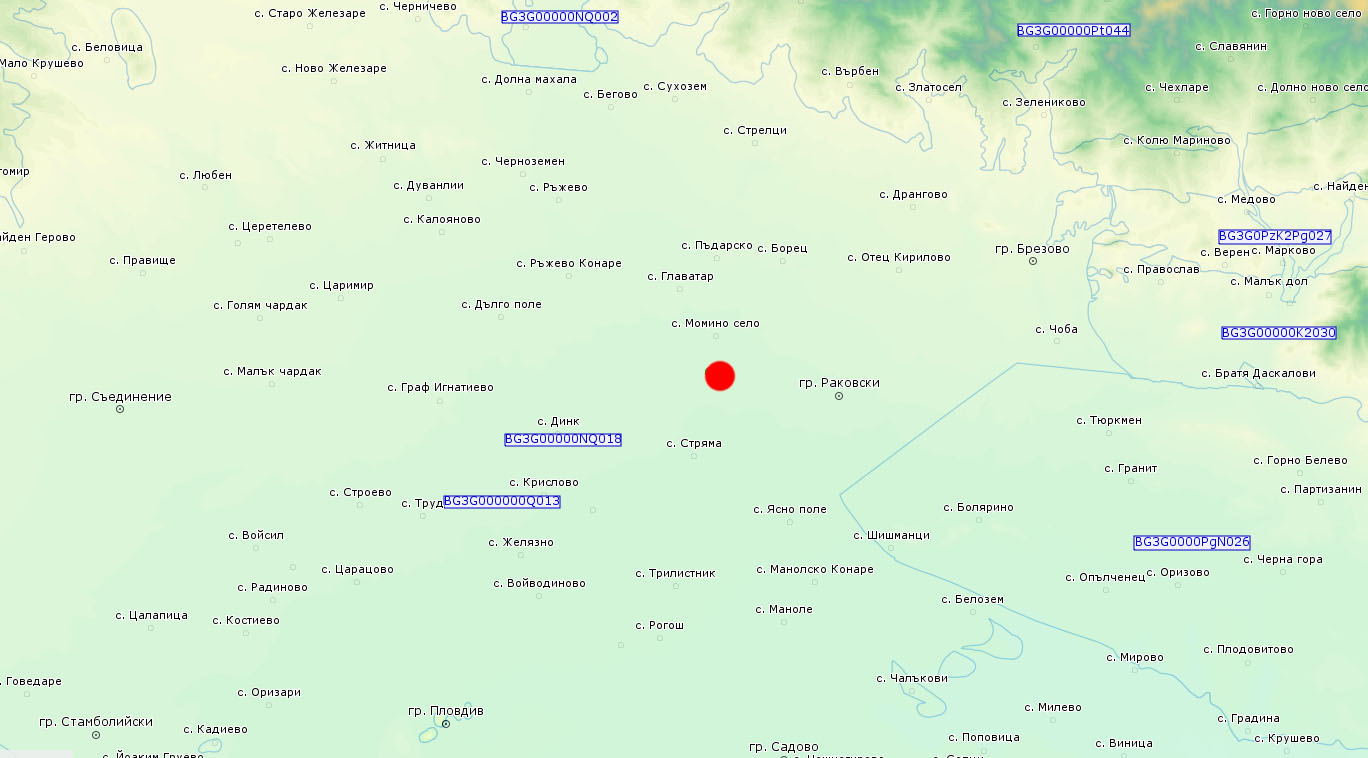 с. Старо Железаре
с. Черничево
BG3G00000NQ002
BG3G00000Pt044
с. Горно ново село
с. Беловица
с. Славянин
Мало Крушево
с. Ново Железаре
с. Долна махала
с. Бегово
с. Сухозем
с. Върбен
с. Златосел
с. Зелениково
с. Чехларе
с. Долно ново село
с. Стрелци
с. Житница
с. Черноземен
с. Колю Мариново
с. Любен
с. Дуванлии
с. Ръжево
с. Дрангово
с. Медово
с. Найден
с. Церетелево
с. Калояново
йден Герово
BG3G0PzK2Pg027
с. Правище
с. Ръжево Конаре
с. Пъдарско
с. Борец
с. Отец Кирилово
гр. Брезово
с. Верен
с. Марково
с. Главатар
с. Православ
с. Малък дол
с. Царимир
с. Голям чардак
с. Дълго поле
с. Момино село
с. Чоба
BG3G00000K2030
с. Малък чардак
с. Граф Игнатиево
гр. Раковски
с. Братя Даскалови
гр. Съединение
с. Динк
BG3G00000NQ018
с. Стряма
с. Тюркмен
с. Гранит
с. Горно Белево
с. Крислово
с. Строево
с. Труд
BG3G000000Q013
с. Партизанин
с. Ясно поле
с. Болярино
с. Войсил
с. Желязно
с. Шишманци
BG3G0000PgN026
с. Черна гора
с. Царацово
с. Радиново
с. Войводиново
с. Трилистник
с. Манолско Конаре
с. Опълченец
с. Оризово
с. Цалапица
с. Костиево
с. Рогош
с. Маноле
с. Белозем
с. Мирово
с. Плодовитово
. Говедаре
с. Оризари
с. Чалъкови
гр. Стамболийски
с. Кадиево
гр. Пловдив
с. Милево
с. Градина
гр. Садово
с. Поповица
с. Виница
с. Крушево
с. Йоаким Груево